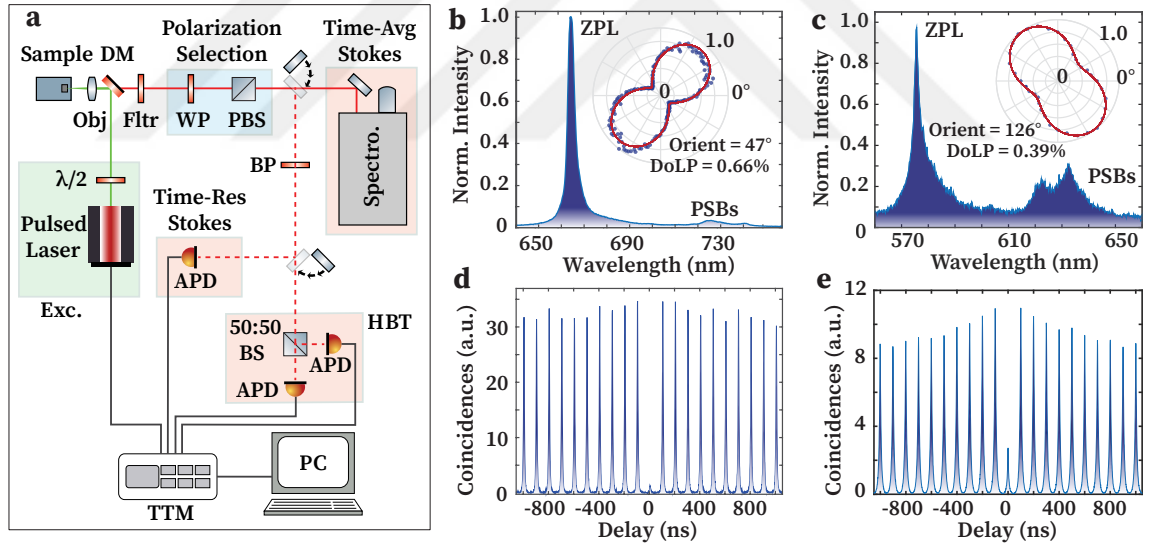 a
Polarization
Selection
Time-Avg
Stokes
Sample DM
Obj
Fltr
WP
PBS
BP
Spectro.
λ/2
Pulsed
Laser
Exc.
Time-Res
Stokes
APD
50:50
BS
HBT
APD
APD
TTM
PC
b
Norm. Intensity
1.0
0.8
0.6
0.4
0.2
0
ZPL
1.0
0
0°
Orient = 47°
DoLP = 0.66%
PSBs
650
690
730
Wavelength (nm)
c
Norm. Intensity
1.0
0.8
0.6
0.4
0.2
0
ZPL
1.0
0
0°
Orient = 126°
DoLP = 0.39%
PSBs
570
610
650
Wavelength (nm)
d
Coincidences (a.u.)
30
20
10
0
-800
-400
0
400
800
Delay (ns)
e
Coincidences (a.u.)
12
8
4
0
-800
-400
0
400
800
Delay (ns)